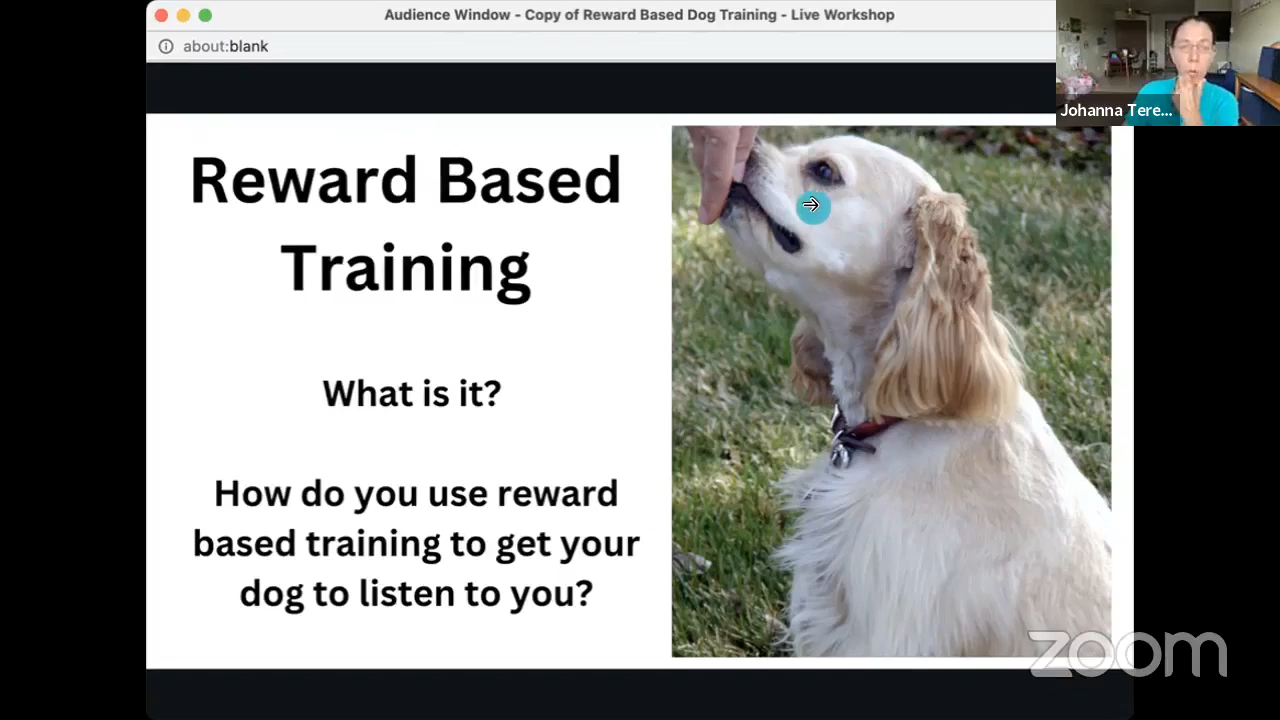 Audience Window - Copy of Reward Based Dog Training - Live Workshop
about:blank
Johanna Tere...
Reward Based
Training
What is it?
How do you use reward
based training to get your
dog to listen to you?
zoom